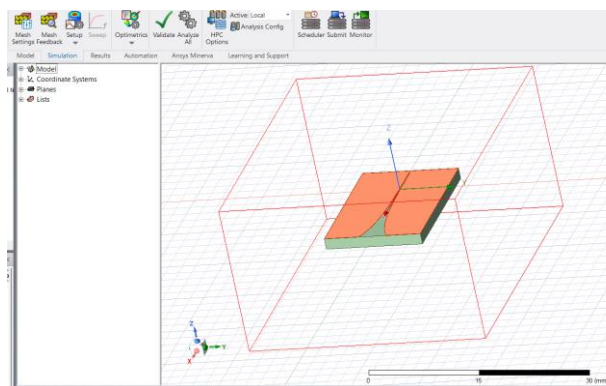 Mesh Settings
Mesh Feedback
Setup
Sweep
Optimetrics
Validate
Analyze All
HPC Options
Active: Local
Analysis Config
Scheduler
Submit
Monitor
Model Simulation Results Automation Ansys Minerva Learning and Support
Model
Coordinate Systems
Planes
Lists
Z
Y
Z
Y
X
0 15 30 (mm)